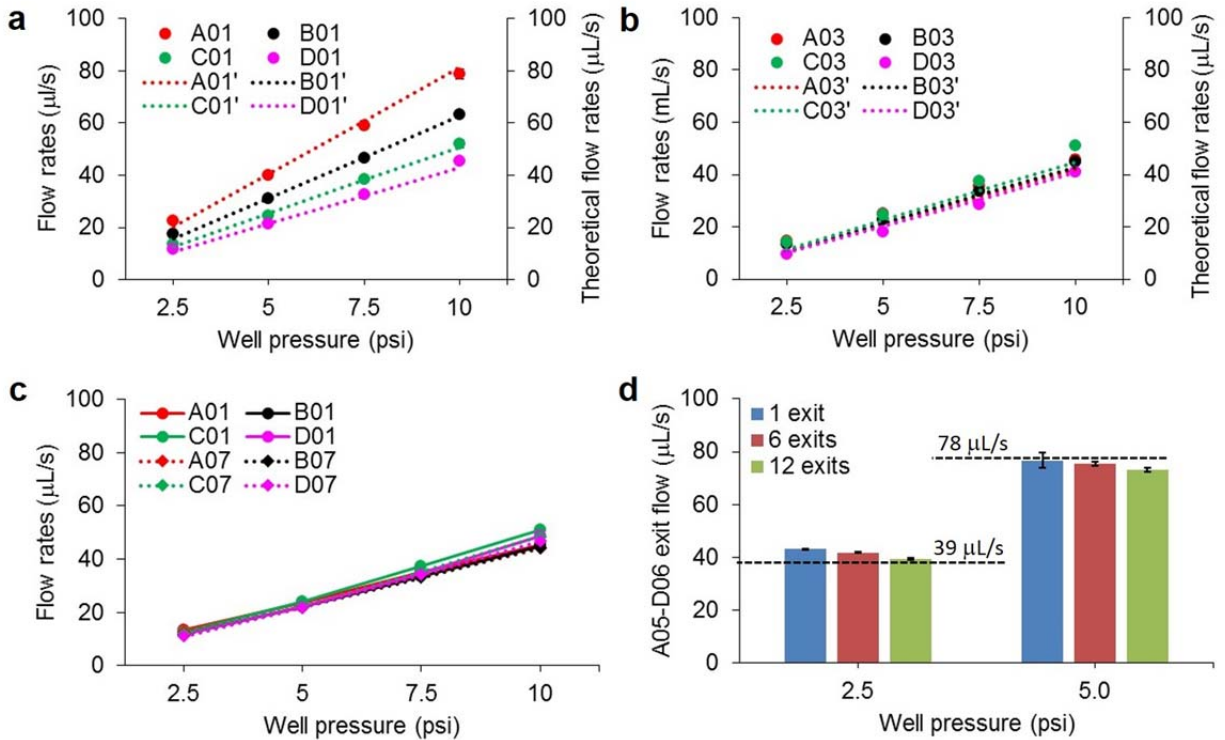 a
A01 B01
C01 D01
A01' B01'
C01' D01'
Flow rates (µl/s)
Theoretical flow rates (µL/s)
100 100
80 80
60 60
40 40
20 20
0 0
2.5 5 7.5 10
Well pressure (psi)
b
A03 B03
C03 D03
A03' B03'
C03' D03'
Flow rates (mL/s)
Theoretical flow rates (µL/s)
100 100
80 80
60 60
40 40
20 20
0 0
2.5 5 7.5 10
Well pressure (psi)
c
A01 B01
C01 D01
A07 B07
C07 D07
Flow rates (µL/s)
100
80
60
40
20
0
2.5 5 7.5 10
Well pressure (psi)
d
1 exit
6 exits
12 exits
78 µL/s
39 µL/s
A05-D06 exit flow (µL/s)
100
80
60
40
20
0
2.5 5.0
Well pressure (psi)